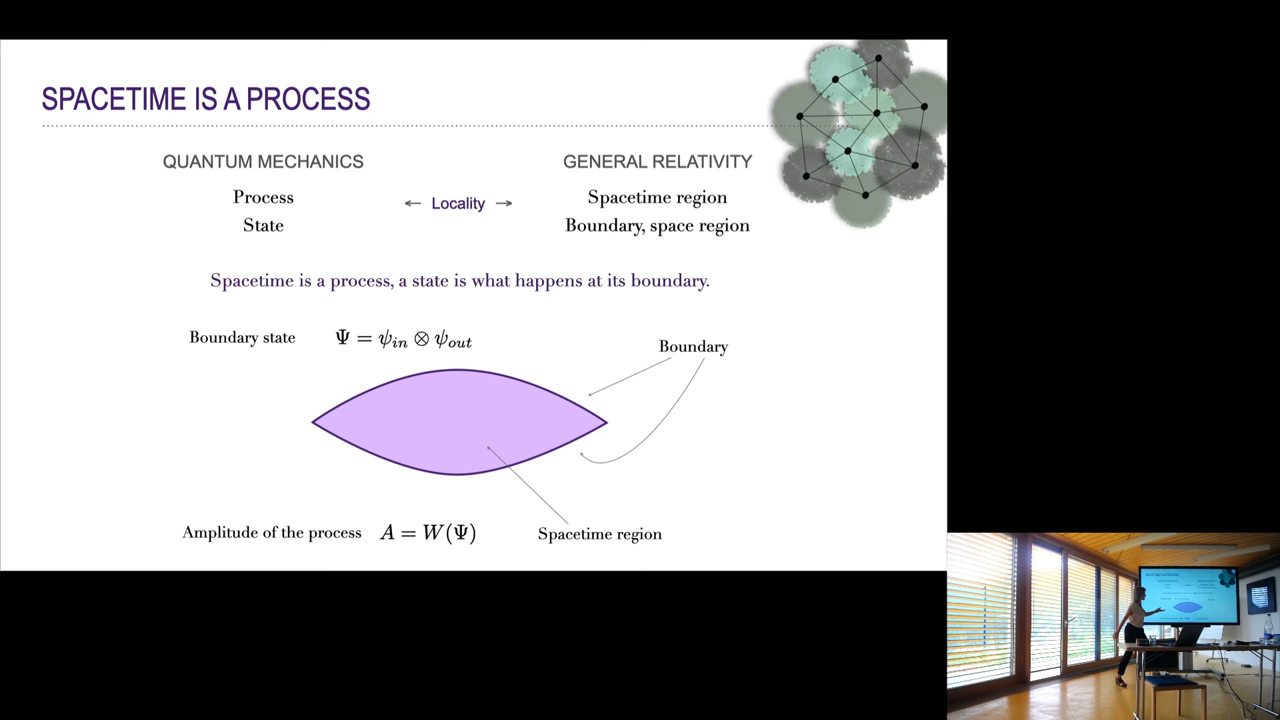 SPACETIME IS A PROCESS
QUANTUM MECHANICS
GENERAL RELATIVITY
Process
State
← Locality →
Spacetime region
Boundary, space region
Spacetime is a process, a state is what happens at its boundary.
Boundary state Ψ = ψ_in ⊗ ψ_out
Boundary
Amplitude of the process A = W(Ψ)
Spacetime region